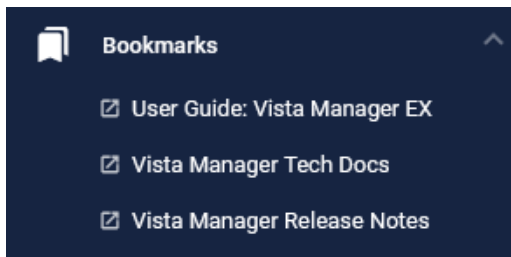 Bookmarks
User Guide: Vista Manager EX
Vista Manager Tech Docs
Vista Manager Release Notes